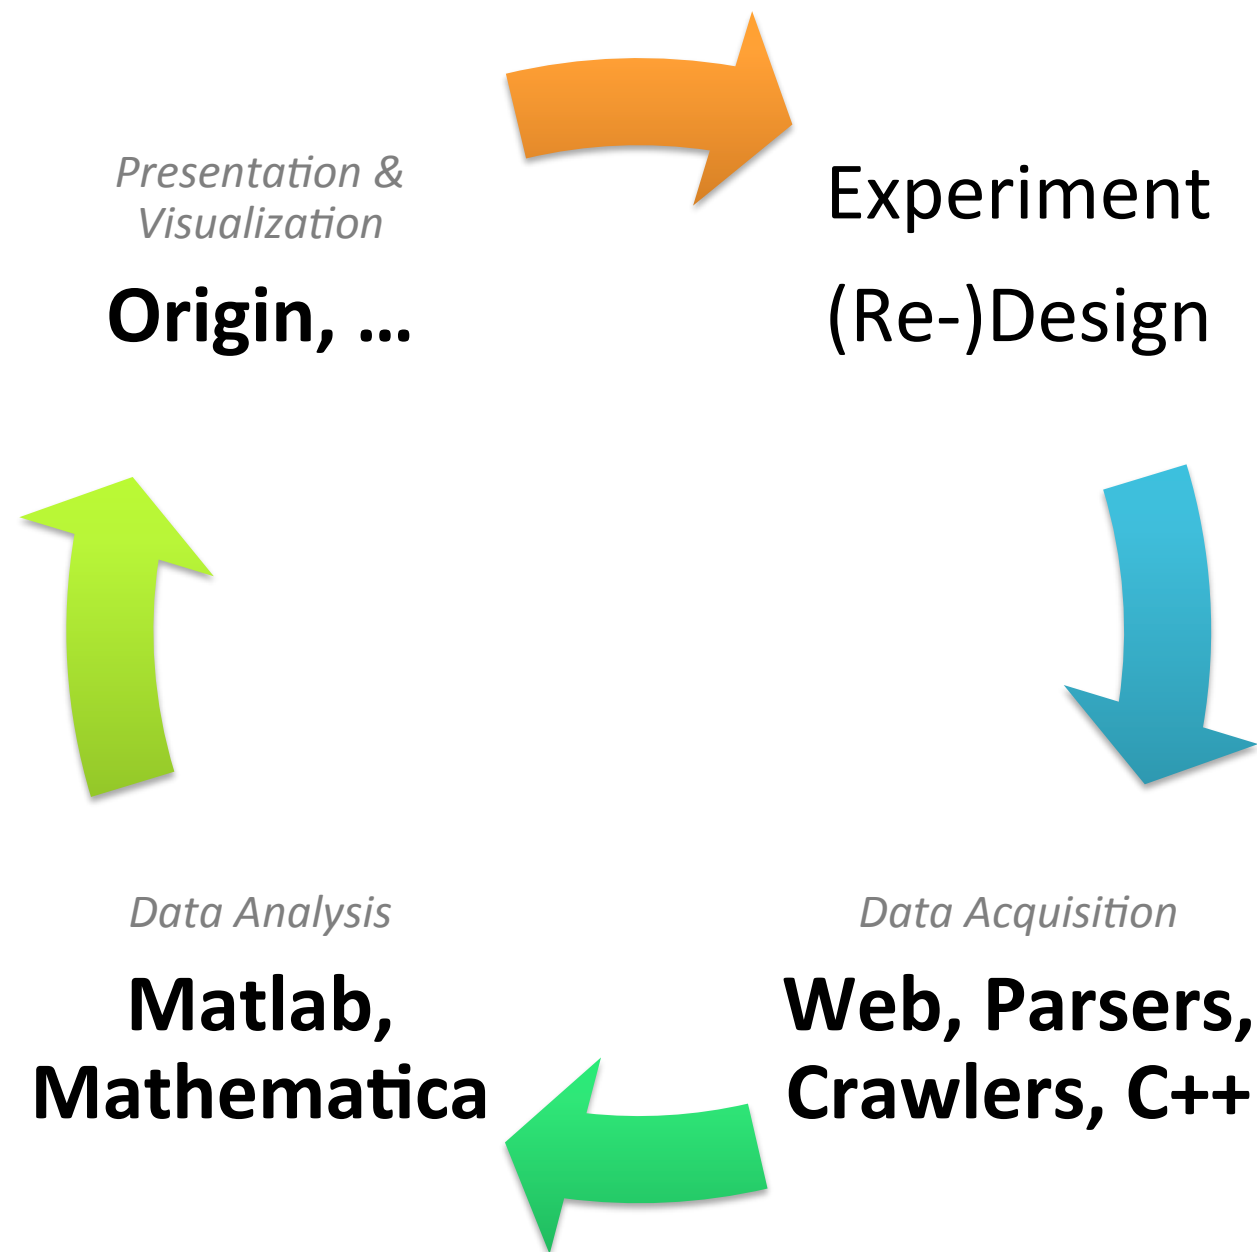 Presentation &
Visualization
Origin, ...
Experiment
(Re-)Design
Data Analysis
Matlab,
Mathematica
Data Acquisition
Web, Parsers,
Crawlers, C++